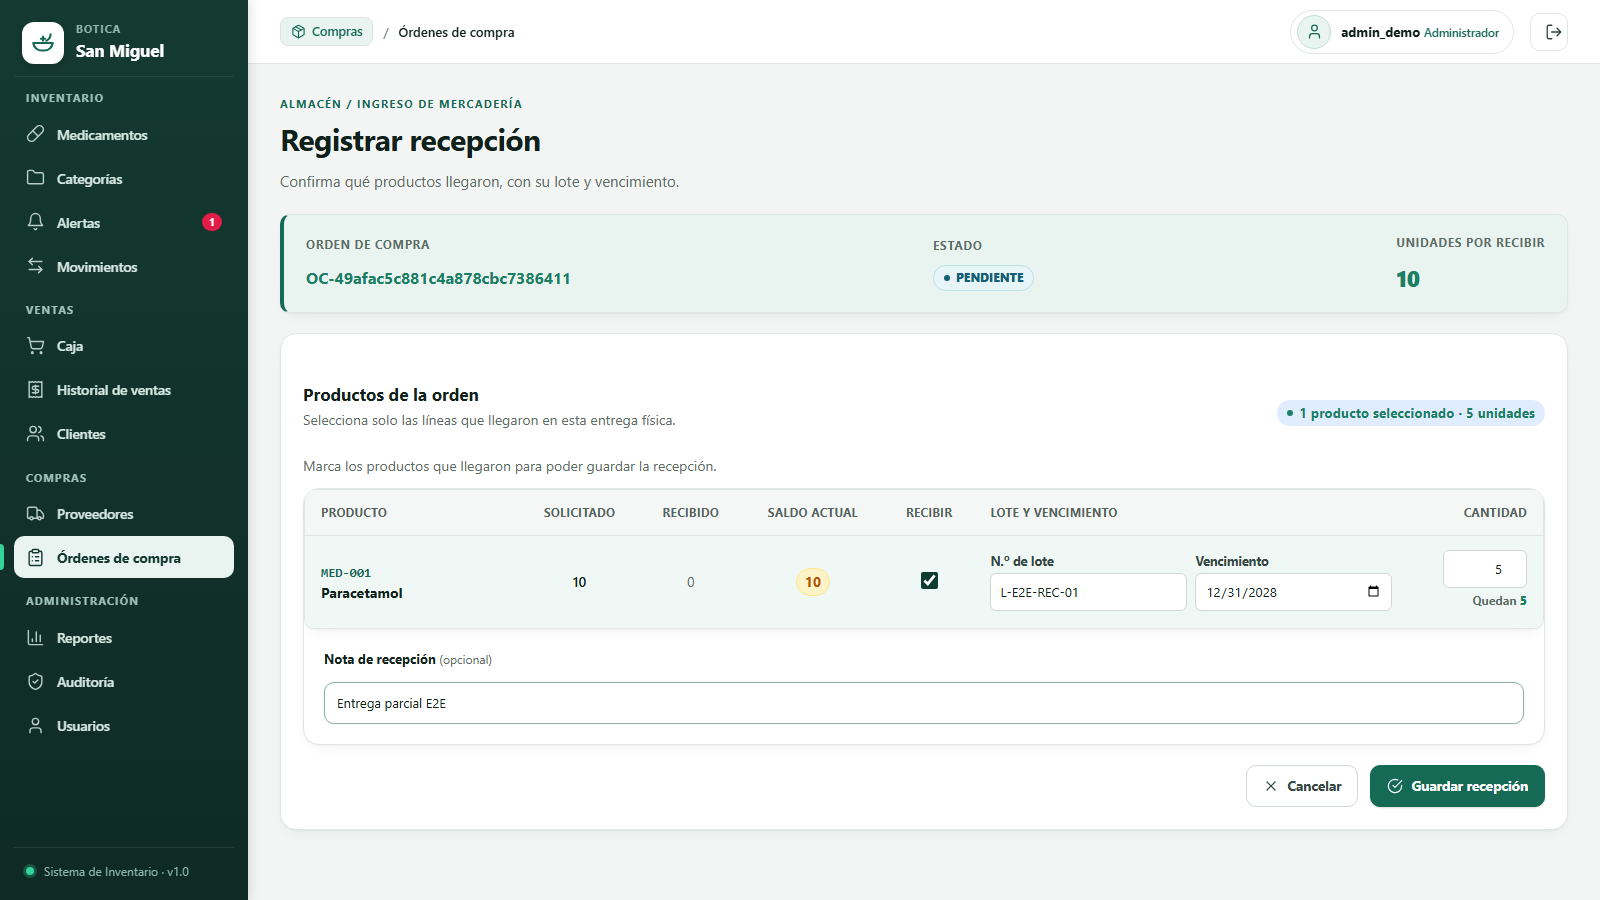 BOTICA
San Miguel
INVENTARIO
Medicamentos
Categorías
Alertas 1
Movimientos
VENTAS
Caja
Historial de ventas
Clientes
COMPRAS
Proveedores
Órdenes de compra
ADMINISTRACIÓN
Reportes
Auditoría
Usuarios
Sistema de Inventario · v1.0
Compras / Órdenes de compra
admin_demo Administrador
ALMACÉN / INGRESO DE MERCADERÍA
Registrar recepción
Confirma qué productos llegaron, con su lote y vencimiento.
ORDEN DE COMPRA
OC-49afac5c881c4a878cbc7386411
ESTADO
PENDIENTE
UNIDADES POR RECIBIR
10
Productos de la orden
Selecciona solo las líneas que llegaron en esta entrega física.
1 producto seleccionado · 5 unidades
Marca los productos que llegaron para poder guardar la recepción.
PRODUCTO SOLICITADO RECIBIDO SALDO ACTUAL RECIBIR LOTE Y VENCIMIENTO CANTIDAD
MED-001
Paracetamol
10
0
10
N.º de lote
L-E2E-REC-01
Vencimiento
12/31/2028
5
Quedan 5
Nota de recepción (opcional)
Entrega parcial E2E
Cancelar
Guardar recepción